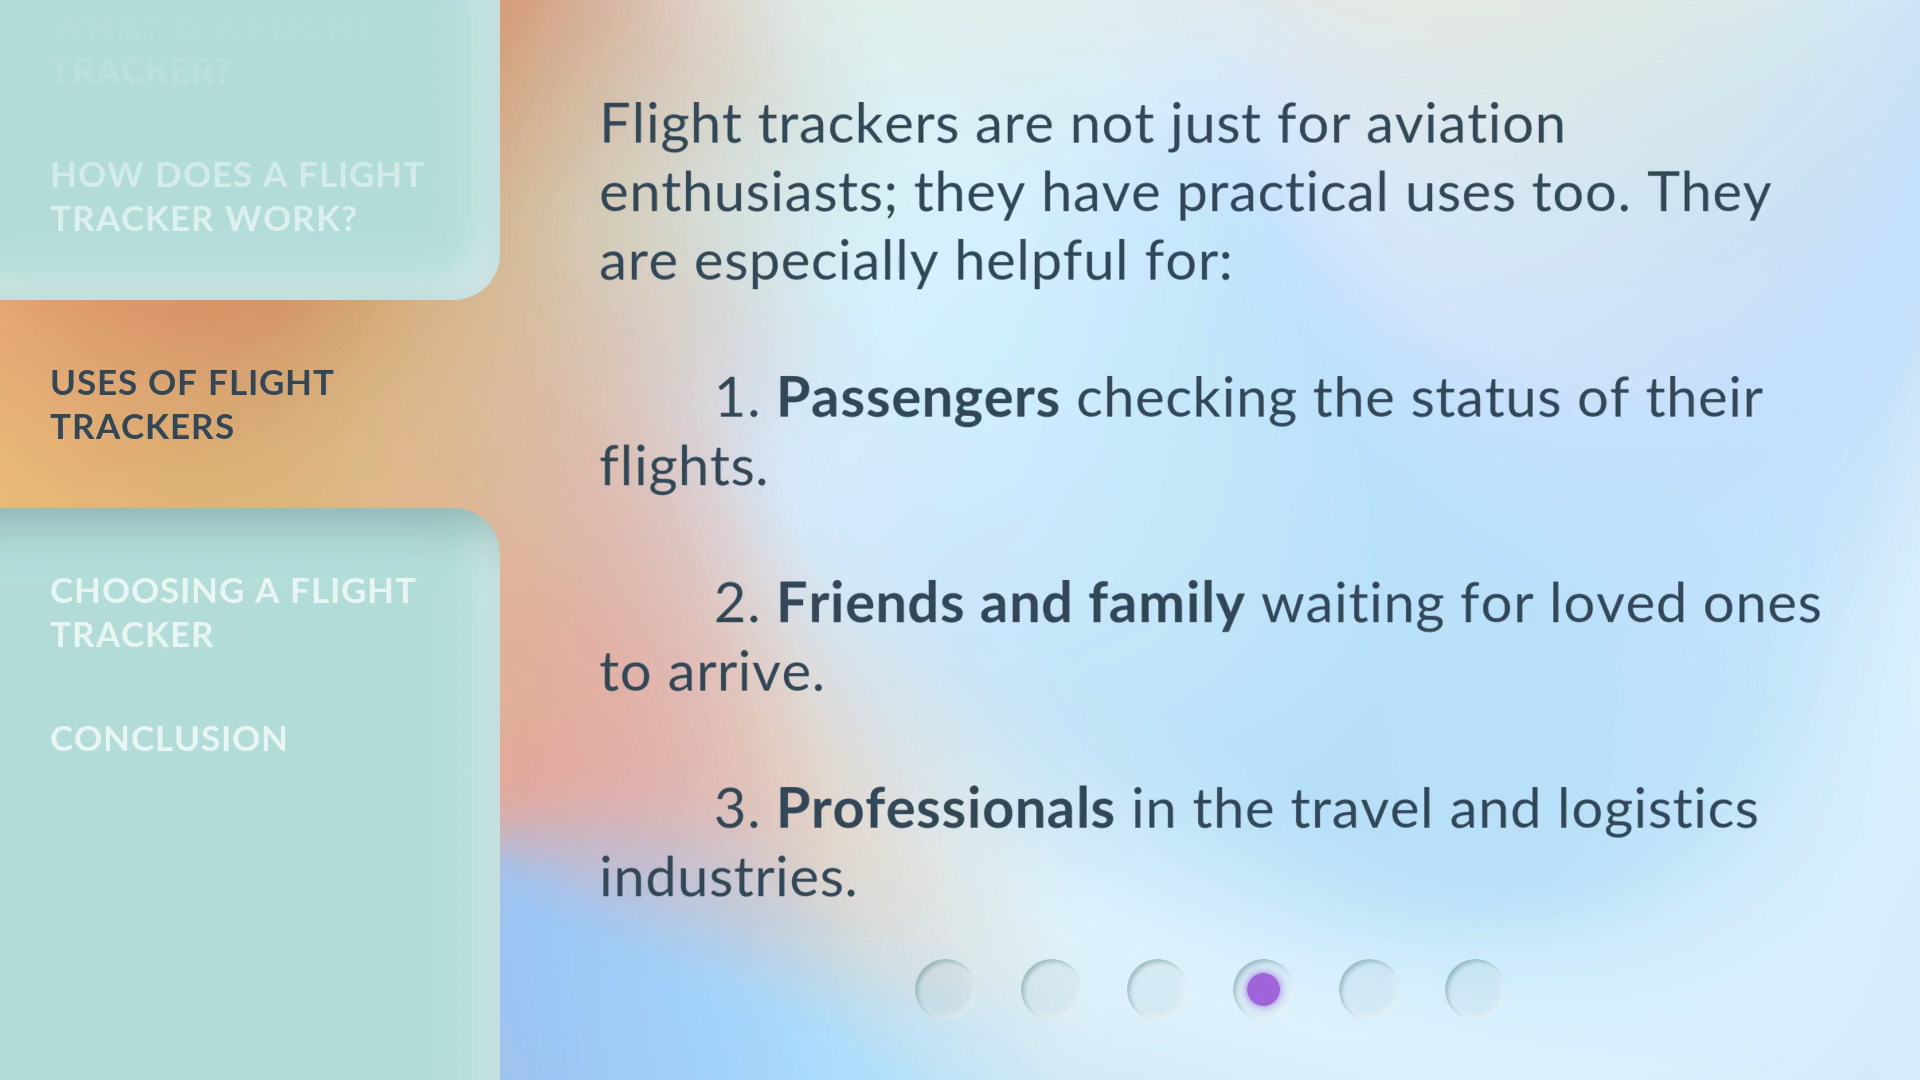 WHAT IS A FLIGHT
TRACKER?
HOW DOES A FLIGHT
TRACKER WORK?
USES OF FLIGHT
TRACKERS
CHOOSING A FLIGHT
TRACKER
CONCLUSION
Flight trackers are not just for aviation
enthusiasts; they have practical uses too. They
are especially helpful for:
1. Passengers checking the status of their
flights.
2. Friends and family waiting for loved ones
to arrive.
3. Professionals in the travel and logistics
industries.